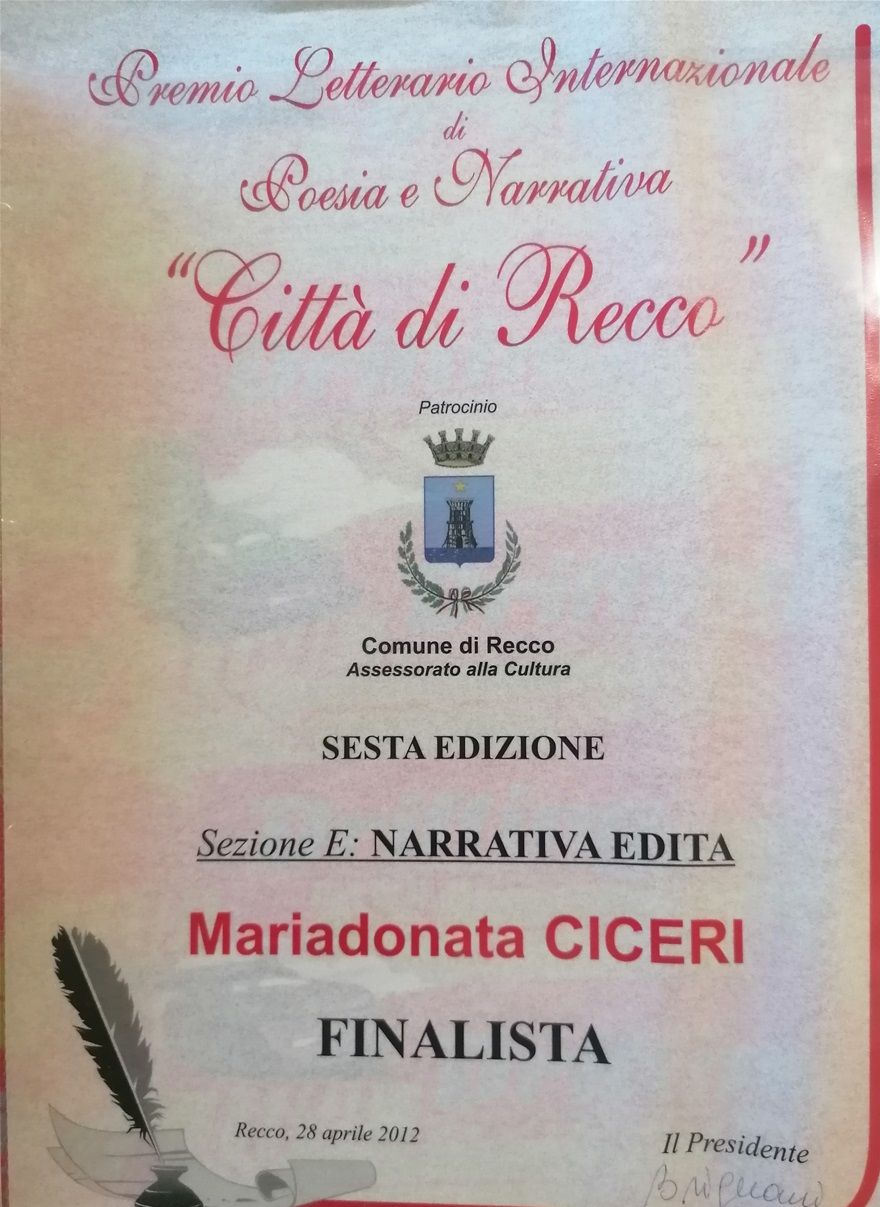 Premio Letterario Internazionale
di
Poesia e Narrativa
"Città di Recco"
Patrocinio
Comune di Recco
Assessorato alla Cultura
SESTA EDIZIONE
Sezione E: NARRATIVA EDITA
Mariadonata CICERI
FINALISTA
Recco, 28 aprile 2012
Il Presidente